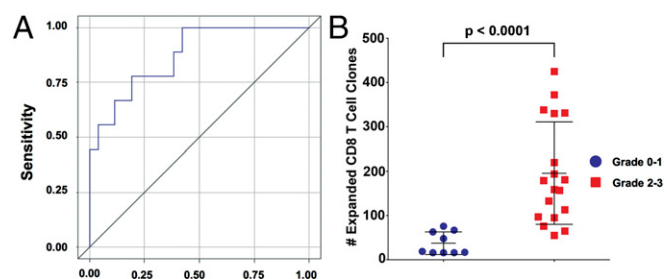 A
1.00
0.75
0.50
0.25
0.00
Sensitivity
0.00 0.25 0.50 0.75 1.00
B
p < 0.0001
# Expanded CD8 T Cell Clones
500
400
300
200
100
0
Grade 0-1
Grade 2-3